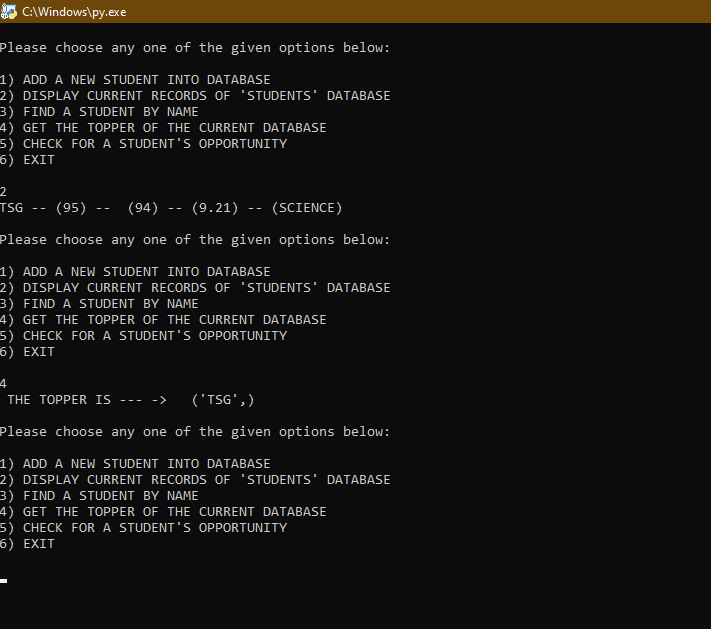 C:\Windows\py.exe
Please choose any one of the given options below:
1) ADD A NEW STUDENT INTO DATABASE
2) DISPLAY CURRENT RECORDS OF 'STUDENTS' DATABASE
3) FIND A STUDENT BY NAME
4) GET THE TOPPER OF THE CURRENT DATABASE
5) CHECK FOR A STUDENT'S OPPORTUNITY
6) EXIT
2
TSG -- (95) --  (94) -- (9.21) -- (SCIENCE)
Please choose any one of the given options below:
1) ADD A NEW STUDENT INTO DATABASE
2) DISPLAY CURRENT RECORDS OF 'STUDENTS' DATABASE
3) FIND A STUDENT BY NAME
4) GET THE TOPPER OF THE CURRENT DATABASE
5) CHECK FOR A STUDENT'S OPPORTUNITY
6) EXIT
4
THE TOPPER IS --- ->   ('TSG',)
Please choose any one of the given options below:
1) ADD A NEW STUDENT INTO DATABASE
2) DISPLAY CURRENT RECORDS OF 'STUDENTS' DATABASE
3) FIND A STUDENT BY NAME
4) GET THE TOPPER OF THE CURRENT DATABASE
5) CHECK FOR A STUDENT'S OPPORTUNITY
6) EXIT